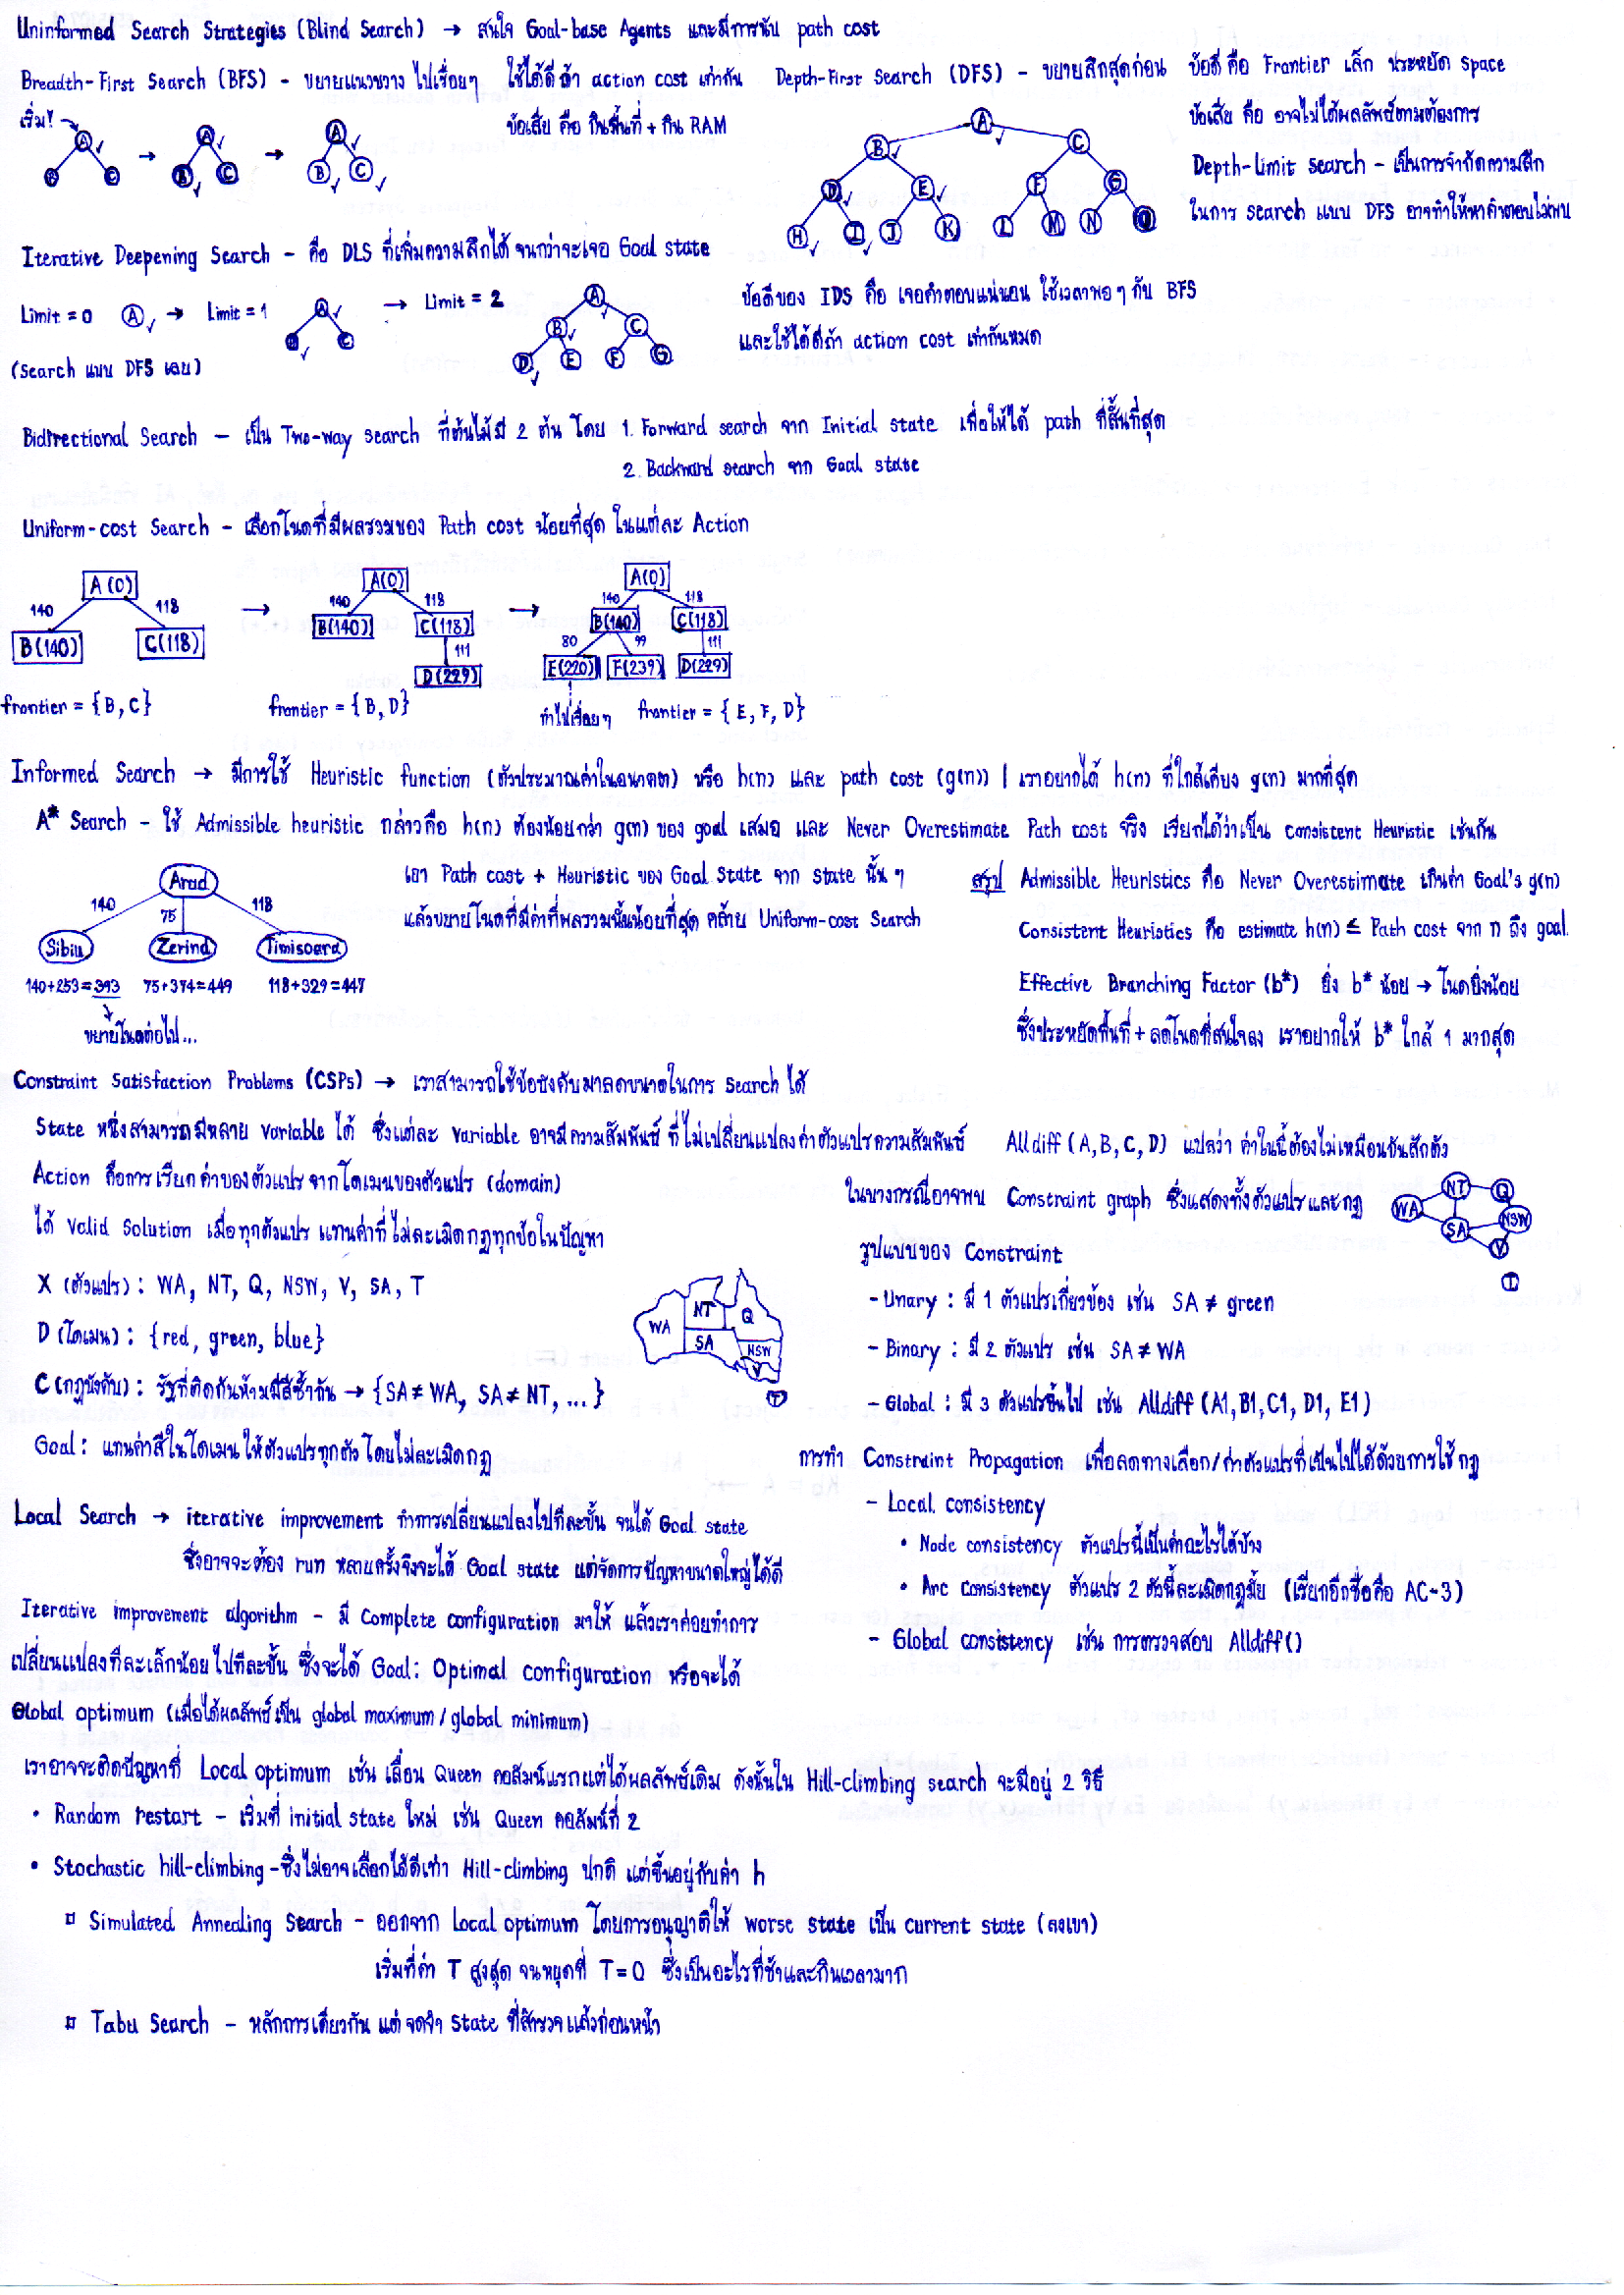 Uninformed Search Strategies (Blind Search) → สนใจ Goal-base Agents และมีการนับ path cost
Breadth-First Search (BFS) - ขยายแนวขวาง ไปเรื่อยๆ ใช้ได้ดีถ้า action cost เท่ากัน
ข้อเสีย คือ กินพื้นที่ + กิน RAM
เริ่ม!
A
B C
→
A
B C
→
A
B C
Depth-First Search (DFS) - ขยายลึกสุดก่อน ข้อดี คือ Frontier เล็ก ประหยัด space
ข้อเสีย คือ อาจไม่ได้ผลลัพธ์ตามต้องการ
Depth-limit search - เป็นการจำกัดความลึก
ในการ search แบบ DFS อาจทำให้หาคำตอบไม่พบ
A
B C
D E F G
H I J K L M N O
Iterative Deepening Search - คือ DLS ที่เพิ่มความลึกได้ จนกว่าจะเจอ Goal state
Limit = 0 A → Limit = 1 A B C → Limit = 2 A B C D E F G
(Search แบบ DFS เลย)
ข้อดีของ IDS คือ เจอคำตอบแน่นอน ใช้เวลาพอๆ กับ BFS
และใช้ได้ดีถ้า action cost เท่ากันหมด
Bidirectional Search - เป็น Two-way search ที่ต้นไม้มี 2 ต้น โดย 1. Forward search จาก Initial state เพื่อให้ได้ path ที่สั้นที่สุด
2. Backward search จาก Goal state
Uniform-cost Search - เลือกโนดที่มีผลรวมของ Path cost น้อยที่สุด ในแต่ละ Action
A(0)
140 118
B(140) C(118)
frontier = {B, C}
→
A(0)
140 118
B(140) C(118)
111
D(229)
frontier = {B, D}
→
A(0)
140 118
B(140) C(118)
80 99 111
E(220) F(239) D(229)
ทำไปเรื่อยๆ frontier = {E, F, D}
Informed Search → มีการใช้ Heuristic function (ตัวประมาณค่าในอนาคต) หรือ h(n) และ path cost (g(n)) | เราอยากได้ h(n) ที่ใกล้เคียง g(n) มากที่สุด
A* Search - ใช้ Admissible heuristic กล่าวคือ h(n) ต้องน้อยกว่า g(n) ของ goal เสมอ และ Never Overestimate Path cost จริง เรียกได้ว่าเป็น consistent Heuristic เช่นกัน
Arad
140 75 118
Sibiu Zerind Timisoara
140+253=393 75+374=449 118+329=447
ขยายโนดต่อไป...
เอา Path cost + Heuristic ของ Goal State จาก state นั้นๆ
แล้วขยายโนดที่มีค่าที่ผลรวมนั้นน้อยที่สุด คล้าย Uniform-cost Search
สรุป Admissible Heuristics คือ Never Overestimate เกินค่า Goal's g(n)
Consistent Heuristics คือ estimate h(n) ≤ Path cost จาก n ถึง goal.
Effective Branching Factor (b*) ยิ่ง b* น้อย → โนดยิ่งน้อย
ซึ่งประหยัดพื้นที่ + ลดโนดที่สนใจลง เราอยากให้ b* ใกล้ 1 มากสุด
Constraint Satisfaction Problems (CSPs) → เราสามารถใช้ข้อบังคับมาลดขนาดในการ search ได้
State หนึ่งสามารถมีหลาย variable ได้ ซึ่งแต่ละ variable อาจมีความสัมพันธ์ ที่ไม่เปลี่ยนแปลงค่าตัวแปรความสัมพันธ์
Alldiff (A, B, C, D) แปลว่า ค่าในนี้ต้องไม่เหมือนกันสักตัว
Action คือการเรียกค่าของตัวแปร จากโดเมนของตัวแปร (domain)
ได้ Valid Solution เมื่อทุกตัวแปร แทนค่าที่ไม่ละเมิดกฎทุกข้อในปัญหา
X (ตัวแปร) : WA, NT, Q, NSW, V, SA, T
D (โดเมน) : {red, green, blue}
C (กฎบังคับ) : รัฐที่ติดกันห้ามมีสีซ้ำกัน → {SA ≠ WA, SA ≠ NT, ...}
Goal : แทนค่าสีในโดเมน ให้ตัวแปรทุกตัว โดยไม่ละเมิดกฎ
WA NT Q
SA NSW
V
T
ในบางกรณีอาจพบ Constraint graph ซึ่งแสดงทั้งตัวแปรและกฎ
WA NT Q
SA NSW
V
T
รูปแบบของ Constraint
- Unary : มี 1 ตัวแปรเกี่ยวข้อง เช่น SA ≠ green
- Binary : มี 2 ตัวแปร เช่น SA ≠ WA
- Global : มี 3 ตัวแปรขึ้นไป เช่น Alldiff (A1, B1, C1, D1, E1)
การทำ Constraint Propagation เพื่อลดทางเลือก/ค่าตัวแปรที่เป็นไปได้ด้วยการใช้กฎ
- Local consistency
• Node consistency ตัวแปรนี้เป็นค่าอะไรได้บ้าง
• Arc Consistency ตัวแปร 2 ตัวนี้ละเมิดกฎมั้ย (เรียกอีกชื่อคือ AC-3)
- Global consistency เช่น การตรวจสอบ Alldiff()
Local Search → iterative improvement ทำการเปลี่ยนแปลงไปทีละขั้น จนได้ Goal state
ซึ่งอาจจะต้อง run หลายครั้งจึงจะได้ Goal state แต่จัดการปัญหาขนาดใหญ่ได้ดี
Iterative improvement algorithm - มี Complete configuration มาให้ แล้วเราค่อยทำการ
เปลี่ยนแปลงทีละเล็กน้อย ไปทีละขั้น ซึ่งจะได้ Goal : Optimal configuration หรือจะได้
Global optimum (เมื่อได้ผลลัพธ์เป็น global maximum / global minimum)
เราอาจจะติดปัญหาที่ Local optimum เช่น เลื่อน Queen คอลัมน์แรกแต่ได้ผลลัพธ์เดิม ดังนั้นใน Hill-climbing search จะมีอยู่ 2 วิธี
• Random restart - เริ่มที่ initial state ใหม่ เช่น Queen คอลัมน์ที่ 2
• Stochastic hill-climbing - ซึ่งไม่อาจเลือกได้ดีเท่า Hill-climbing ปกติ แต่ขึ้นอยู่กับค่า h
¤ Simulated Annealing Search - ออกจาก Local optimum โดยการอนุญาติให้ worse state เป็น current state (ลงเขา)
เริ่มที่ค่า T สูงสุด จนหยุดที่ T = 0 ซึ่งเป็นอะไรที่ช้าและกินเวลามาก
¤ Tabu Search - หลักการเดียวกัน แต่ จดจำ State ที่สำรวจแล้วก่อนหน้า